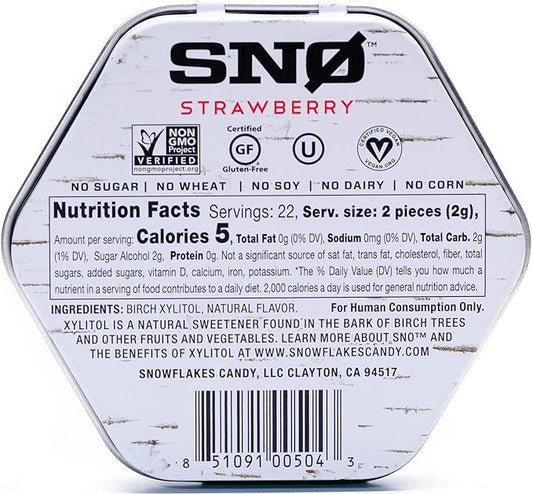 SNØ™
STRAWBERRY
NON
GMO
Project
VERIFIED
nongmoproject.org
Certified
GF
Gluten-Free
U
CERTIFIED VEGAN
V
VEGAN.ORG
NO SUGAR | NO WHEAT | NO SOY | NO DAIRY | NO CORN
Nutrition Facts Servings: 22, Serv. size: 2 pieces (2g),
Amount per serving: Calories 5, Total Fat 0g (0% DV), Sodium 0mg (0% DV), Total Carb. 2g
(1% DV), Sugar Alcohol 2g, Protein 0g. Not a significant source of sat fat, trans fat, cholesterol, fiber, total
sugars, added sugars, vitamin D, calcium, iron, potassium. *The % Daily Value (DV) tells you how much a
nutrient in a serving of food contributes to a daily diet. 2,000 calories a day is used for general nutrition advice.
INGREDIENTS: BIRCH XYLITOL, NATURAL FLAVOR. For Human Consumption Only.
XYLITOL IS A NATURAL SWEETENER FOUND IN THE BARK OF BIRCH TREES
AND OTHER FRUITS AND VEGETABLES. LEARN MORE ABOUT SNO™ AND
THE BENEFITS OF XYLITOL AT WWW.SNOWFLAKESCANDY.COM
SNOWFLAKES CANDY, LLC CLAYTON, CA 94517
8 51091 00504 3